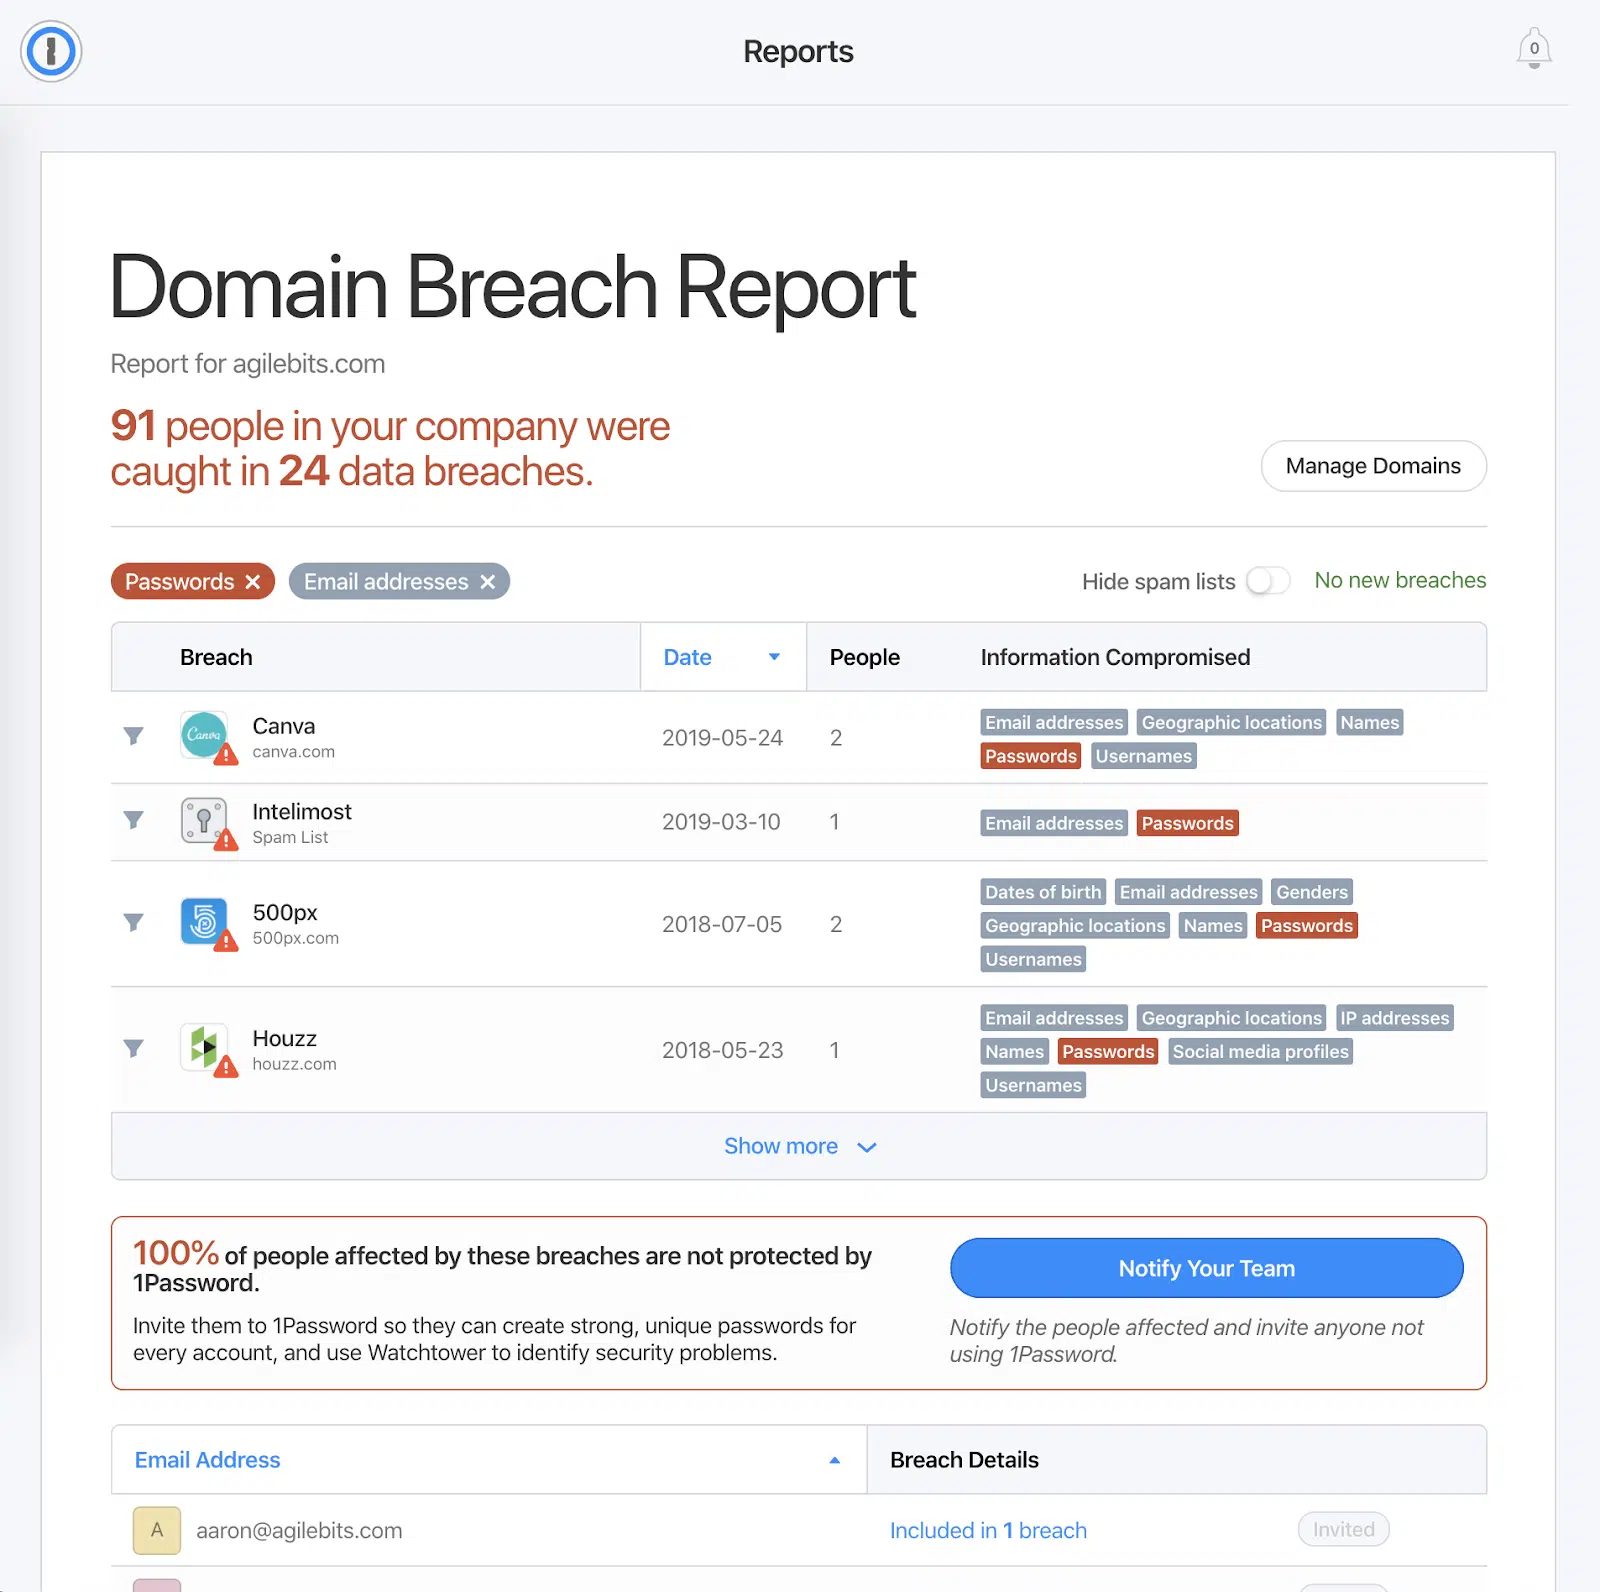 Reports
0
Domain Breach Report
Report for agilebits.com
91 people in your company were
caught in 24 data breaches.
Manage Domains
Passwords ×
Email addresses ×
Hide spam lists
No new breaches
Breach
Date
People
Information Compromised
Canva
Canva
canva.com
2019-05-24
2
Email addresses Geographic locations Names
Passwords Usernames
Intelimost
Spam List
2019-03-10
1
Email addresses Passwords
500px
500px.com
2018-07-05
2
Dates of birth Email addresses Genders
Geographic locations Names Passwords
Usernames
Houzz
houzz.com
2018-05-23
1
Email addresses Geographic locations IP addresses
Names Passwords Social media profiles
Usernames
Show more
100% of people affected by these breaches are not protected by
1Password.
Invite them to 1Password so they can create strong, unique passwords for
every account, and use Watchtower to identify security problems.
Notify Your Team
Notify the people affected and invite anyone not
using 1Password.
Email Address
Breach Details
A
aaron@agilebits.com
Included in 1 breach
Invited